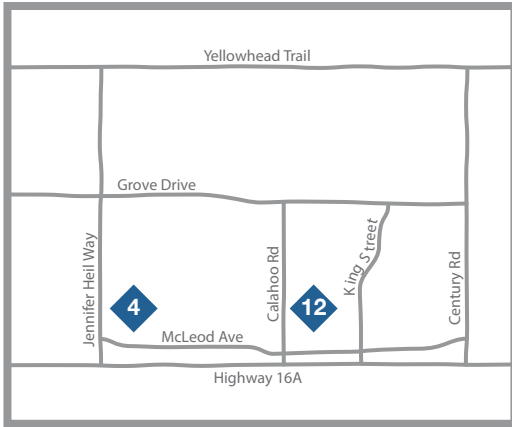 Yellowhead Trail
Grove Drive
Jennifer Heil Way
4
Calahoo Rd
12
King Street
Century Rd
McLeod Ave
Highway 16A